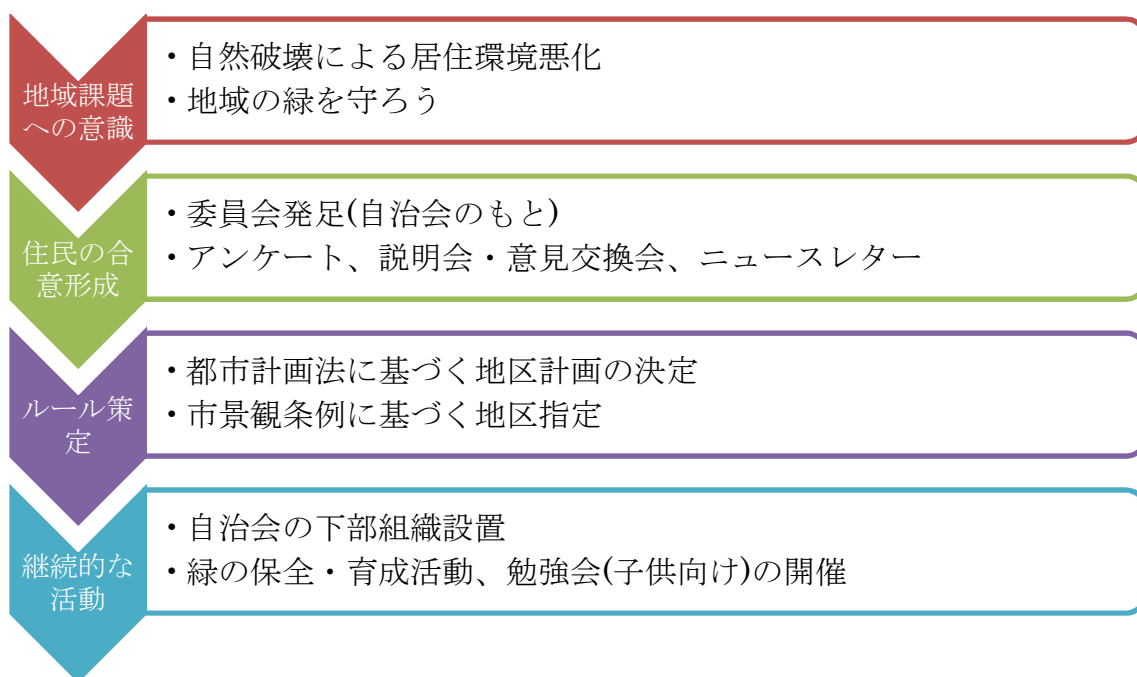 地域課題
への意識
・自然破壊による居住環境悪化
・地域の緑を守ろう
住民の合
意形成
・委員会発足(自治会のもと)
・アンケート、説明会・意見交換会、ニュースレター
ルール策
定
・都市計画法に基づく地区計画の決定
・市景観条例に基づく地区指定
継続的な
活動
・自治会の下部組織設置
・緑の保全・育成活動、勉強会(子供向け)の開催